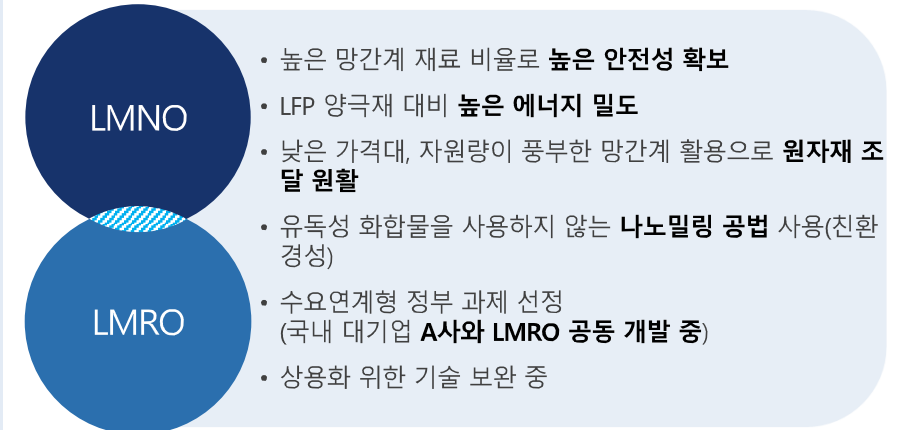 LMNO
• 높은 망간계 재료 비율로 높은 안전성 확보
• LFP 양극재 대비 높은 에너지 밀도
• 낮은 가격대, 자원량이 풍부한 망간계 활용으로 원자재 조
달 원활
LMRO
• 유독성 화합물을 사용하지 않는 나노밀링 공법 사용(친환
경성)
• 수요연계형 정부 과제 선정
(국내 대기업 A사와 LMRO 공동 개발 중)
• 상용화 위한 기술 보완 중